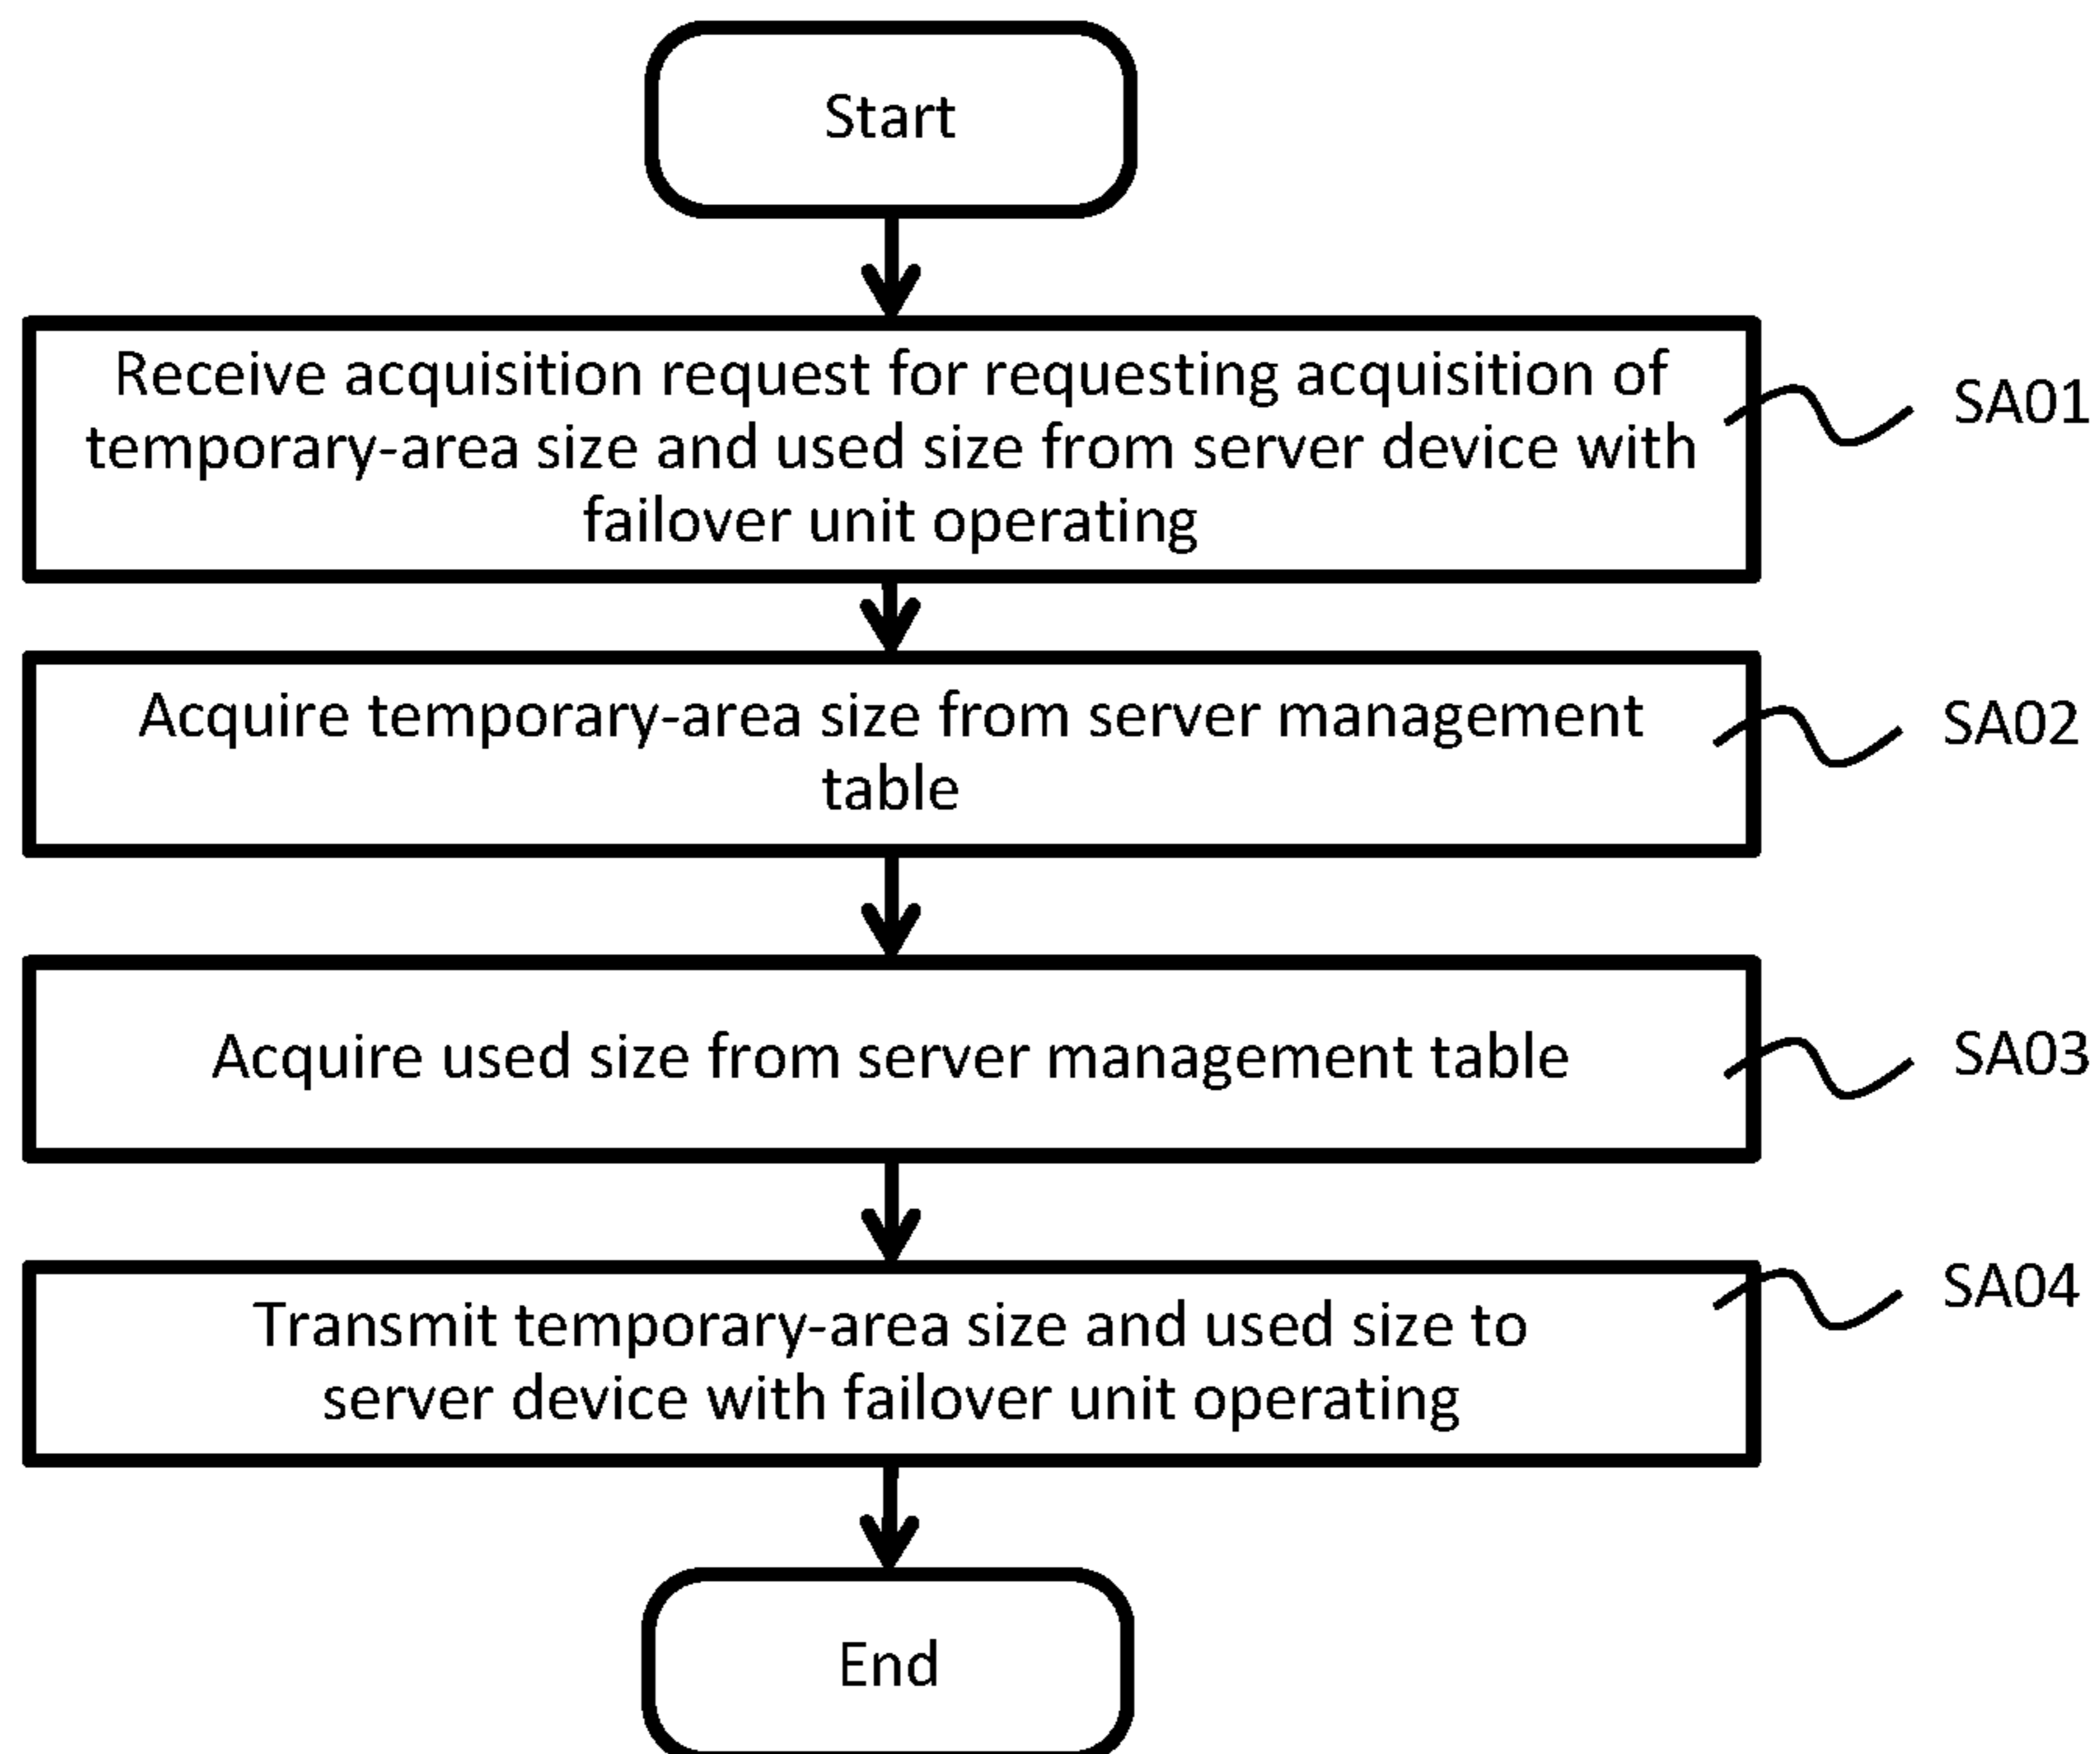 Start
Receive acquisition request for requesting acquisition of
temporary-area size and used size from server device with
failover unit operating
SA01
Acquire temporary-area size from server management
table
SA02
Acquire used size from server management table
SA03
Transmit temporary-area size and used size to
server device with failover unit operating
SA04
End